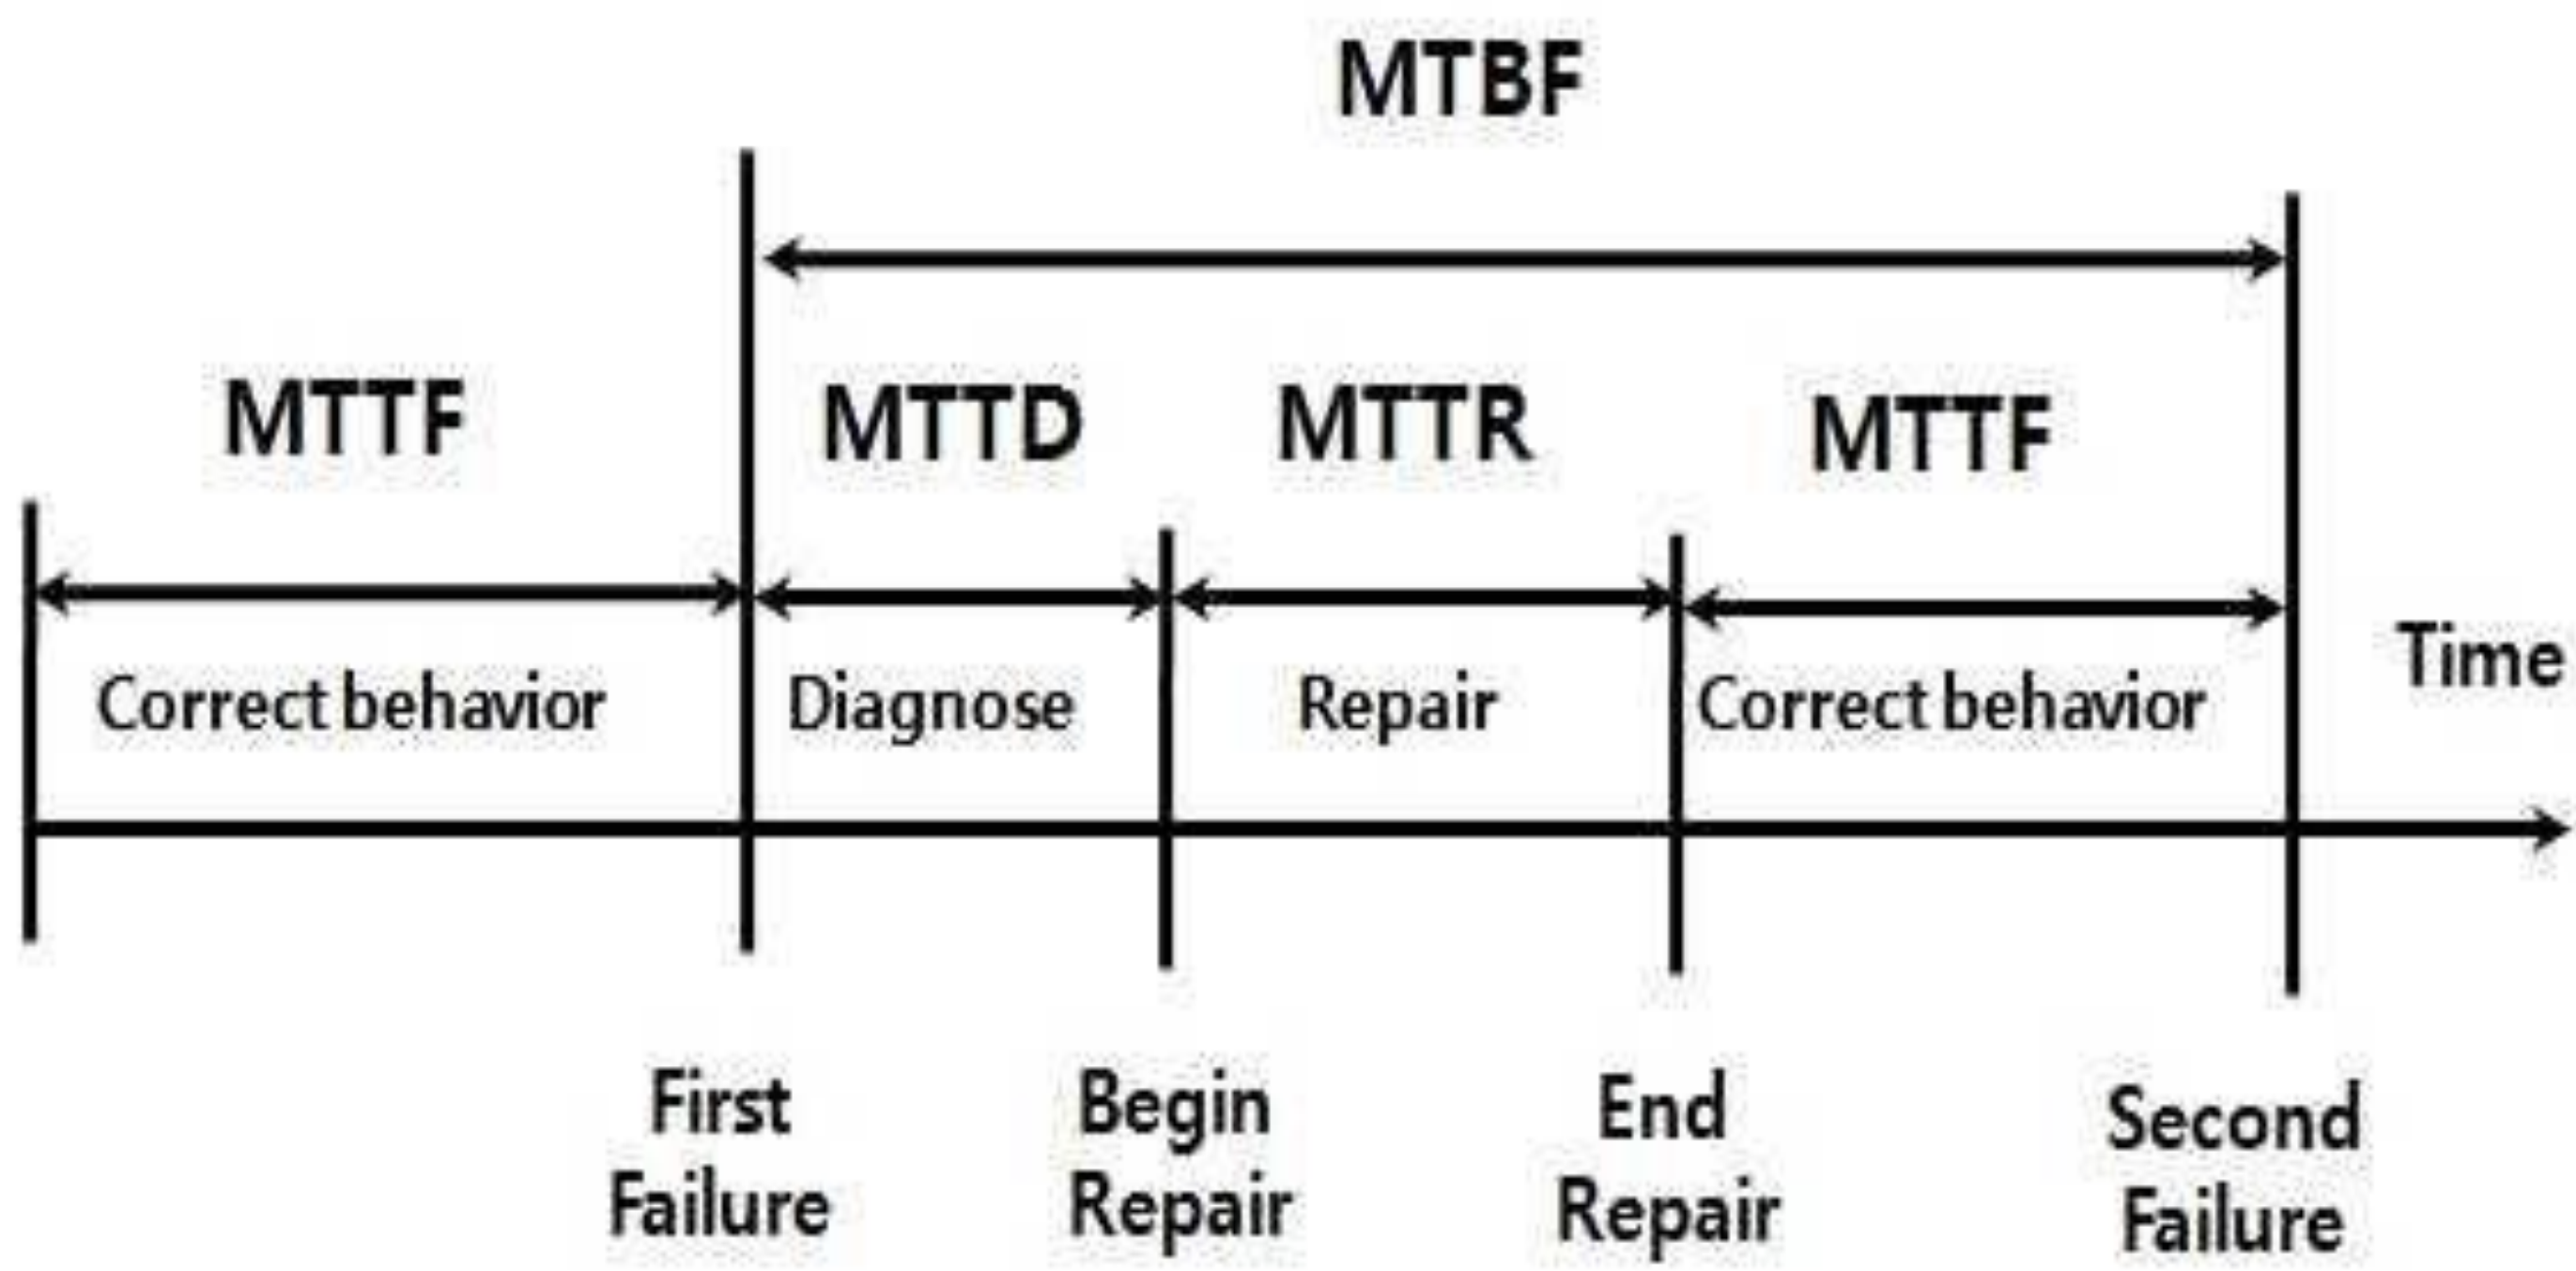 MTBF
MTTF
MTTD
MTTR
MTTF
Time
Correct behavior
Diagnose
Repair
Correct behavior
First
Failure
Begin
Repair
End
Repair
Second
Failure